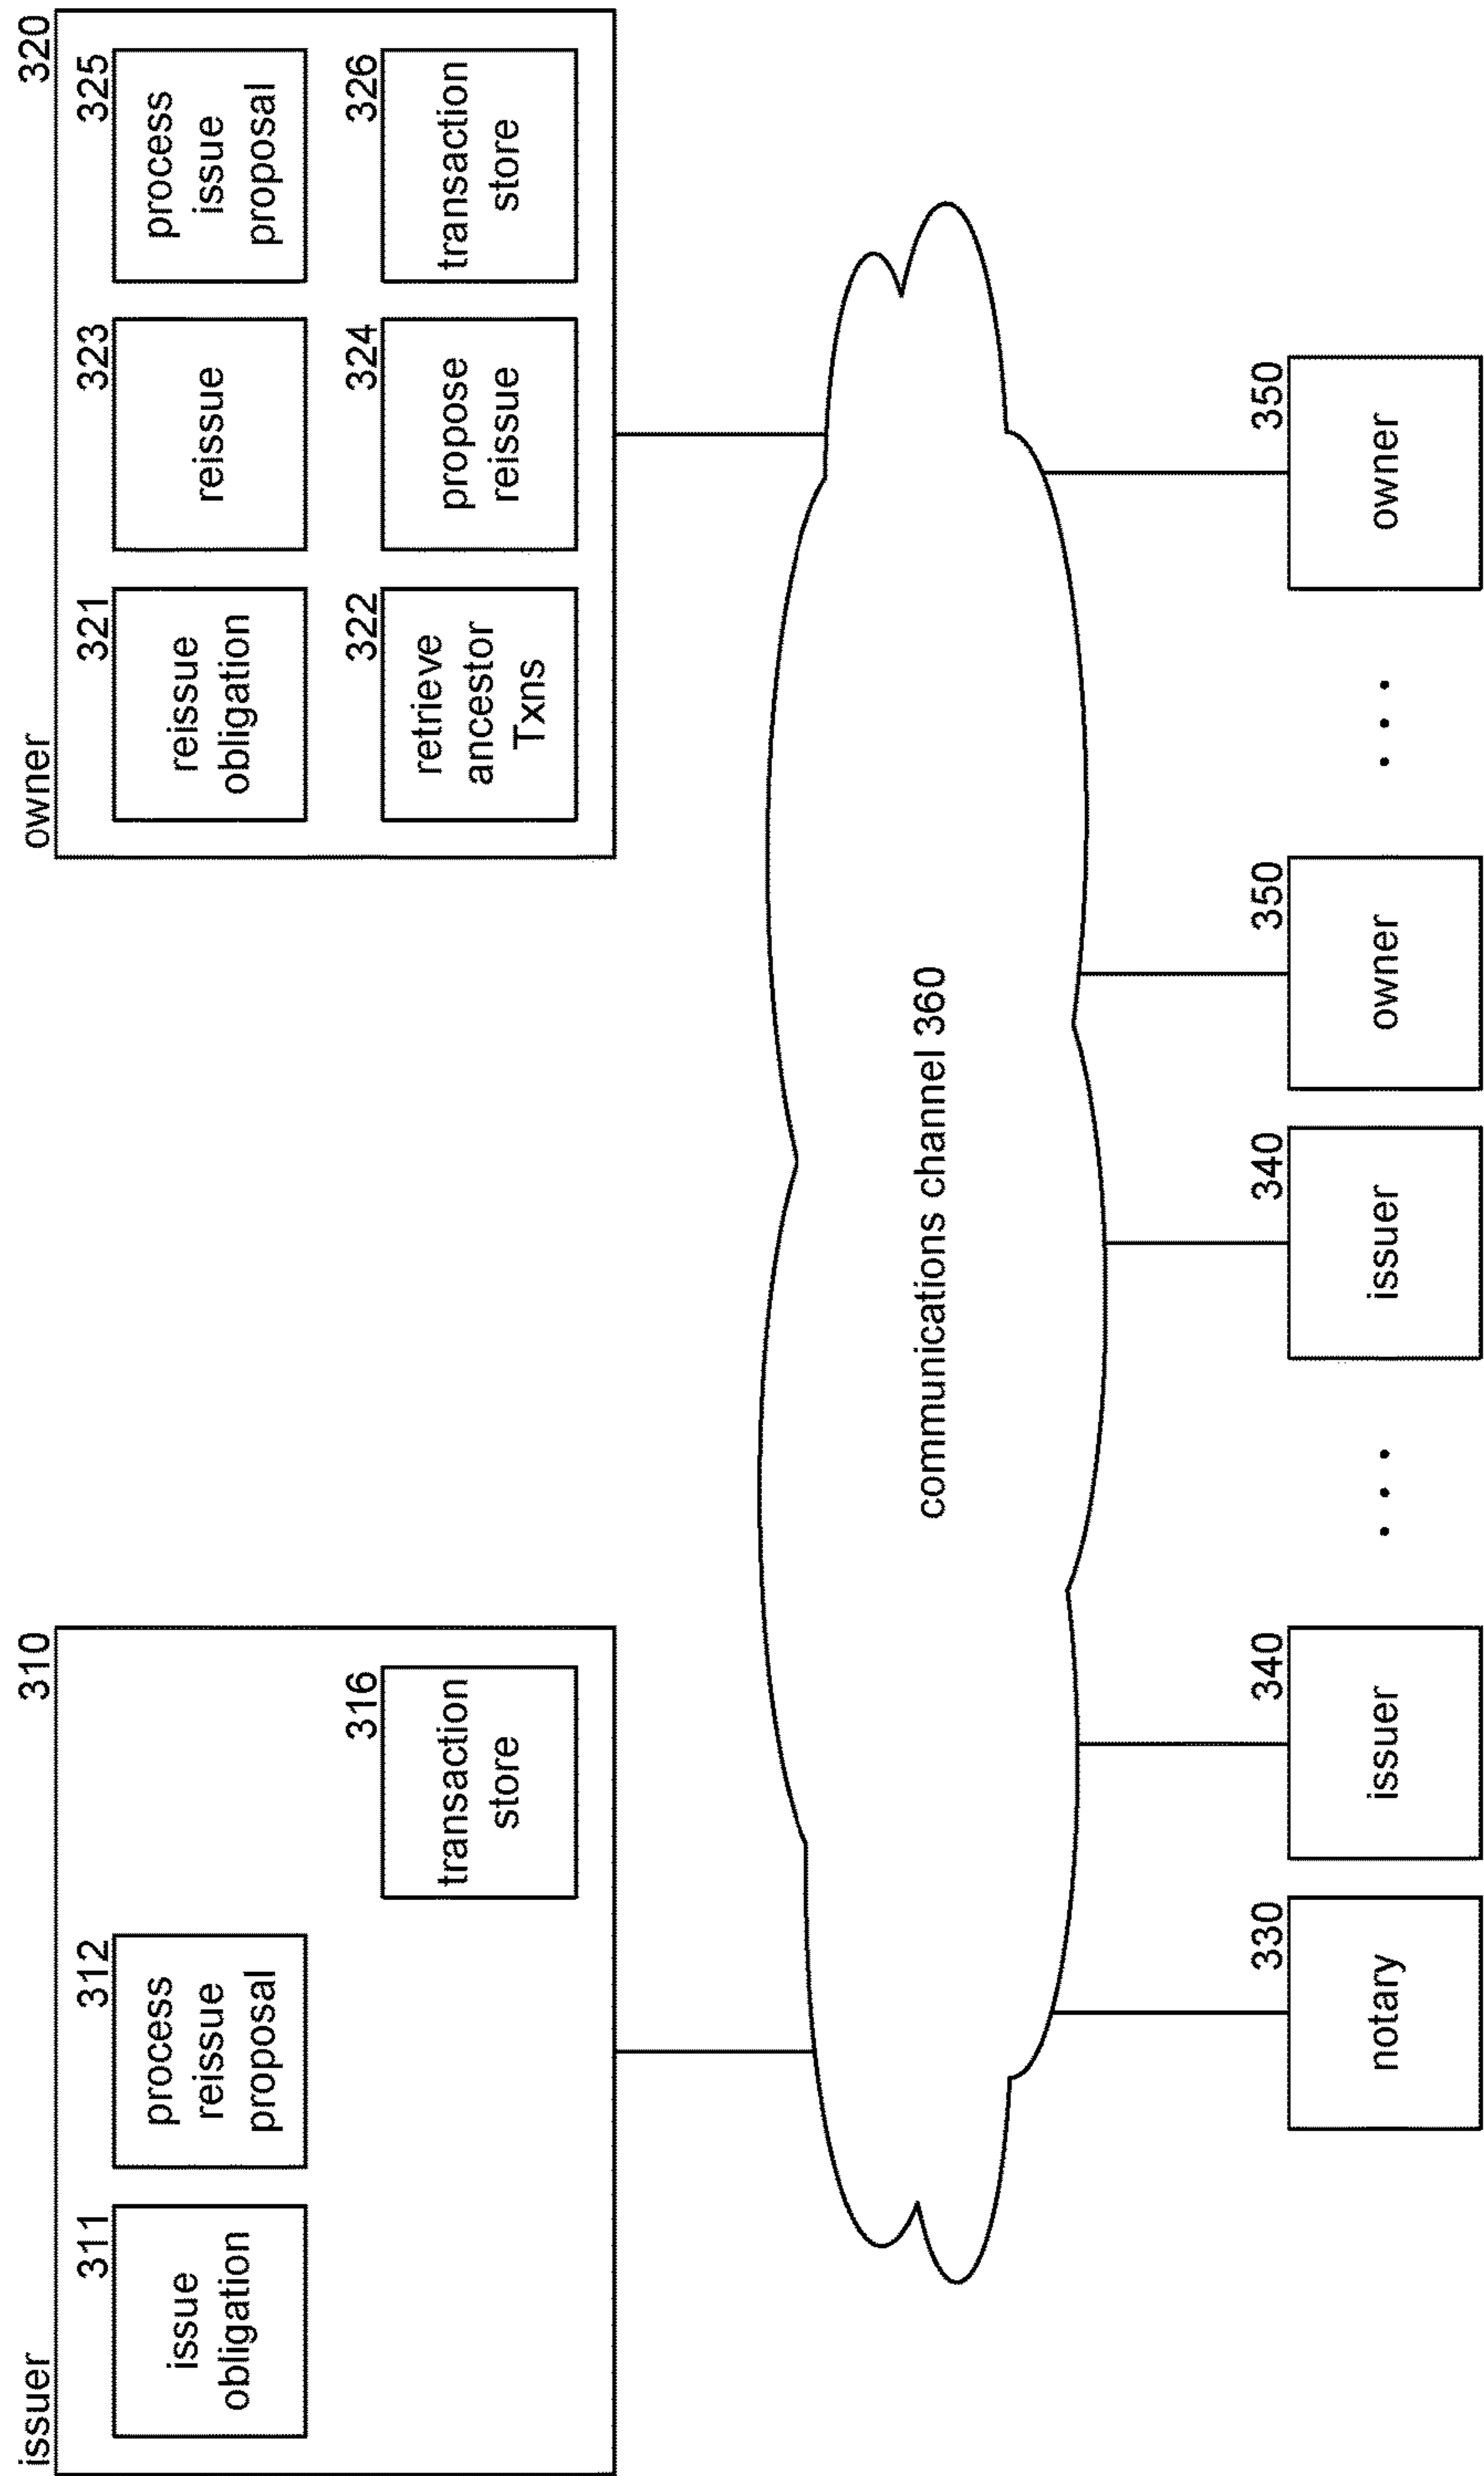 issuer
310
311
issue
obligation
312
process
reissue
proposal
316
transaction
store
owner
320
321
reissue
obligation
323
reissue
325
process
issue
proposal
322
retrieve
ancestor
Txns
324
propose
reissue
326
transaction
store
communications channel 360
330
notary
340
issuer
. . .
340
issuer
350
owner
. . .
350
owner